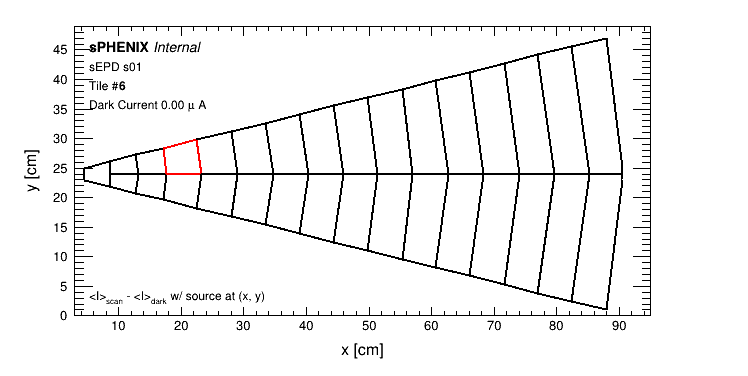 sPHENIX Internal
sEPD s01
Tile #6
Dark Current 0.00 μ A
<I>scan - <I>dark w/ source at (x, y)
y [cm]
45
40
35
30
25
20
15
10
5
0
10 20 30 40 50 60 70 80 90
x [cm]